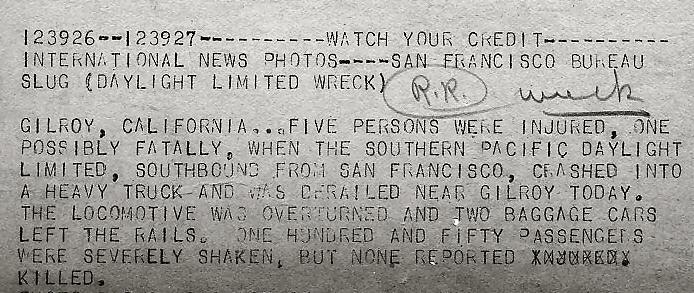 123926--123927----------WATCH YOUR CREDIT----------
INTERNATIONAL NEWS PHOTOS----SAN FRANCISCO BUREAU
SLUG (DAYLIGHT LIMITED WRECK) R.R. wreck
GILROY, CALIFORNIA...FIVE PERSONS WERE INJURED, ONE
POSSIBLY FATALLY, WHEN THE SOUTHERN PACIFIC DAYLIGHT
LIMITED, SOUTHBOUND FROM SAN FRANCISCO, CRASHED INTO
A HEAVY TRUCK AND WAS DERAILED NEAR GILROY TODAY.
THE LOCOMOTIVE WAS OVERTURNED AND TWO BAGGAGE CARS
LEFT THE RAILS. ONE HUNDRED AND FIFTY PASSENGERS
WERE SEVERELY SHAKEN, BUT NONE REPORTED
KILLED.